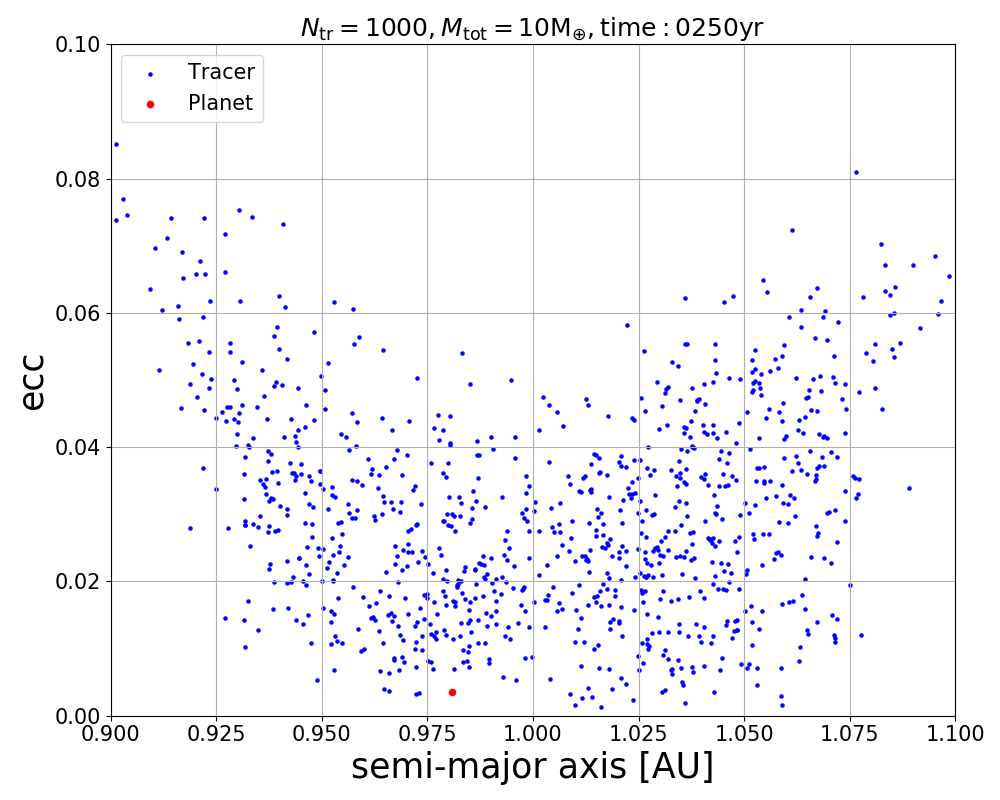 N_tr = 1000, M_tot = 10M_⊕, time : 0250yr
0.10
Tracer
Planet
0.08
0.06
ecc
0.04
0.02
0.00
0.900 0.925 0.950 0.975 1.000 1.025 1.050 1.075 1.100
semi-major axis [AU]